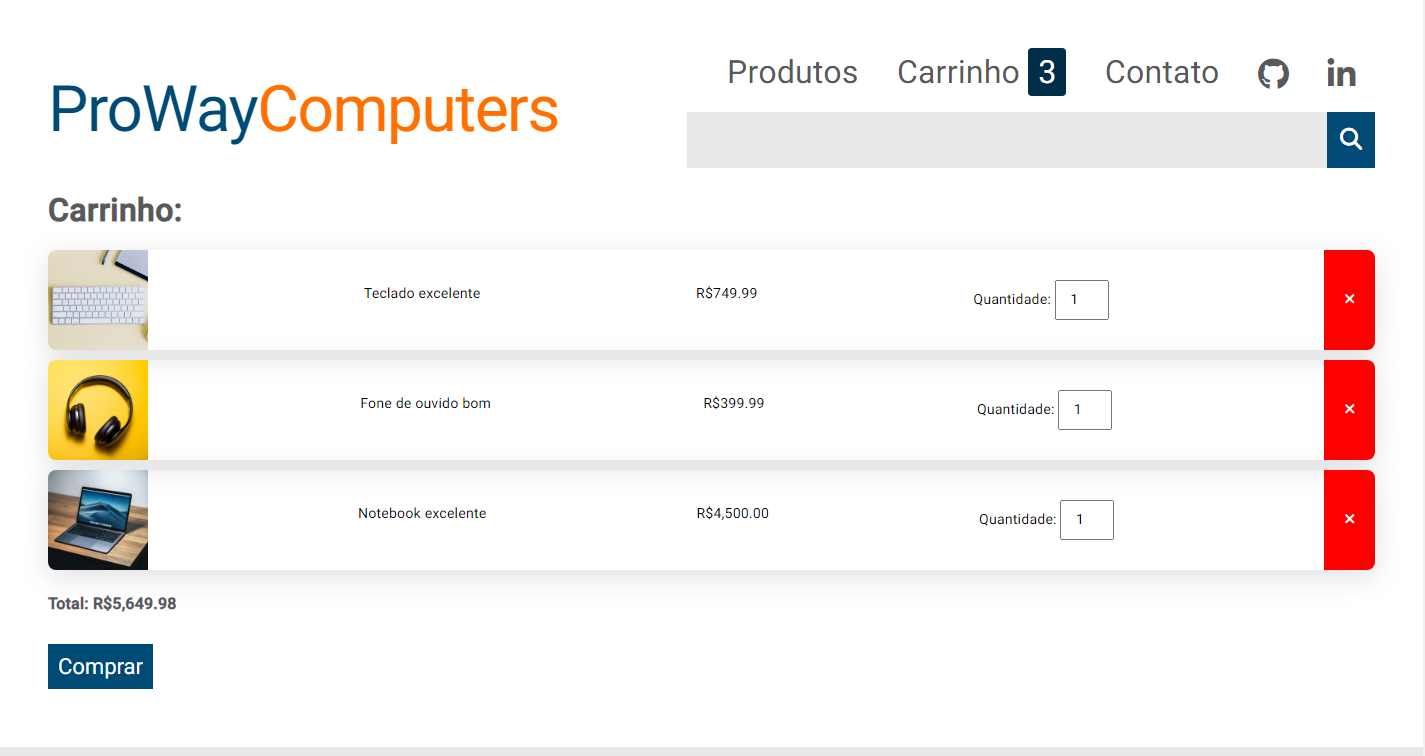 Produtos Carrinho 3 Contato
ProWayComputers
Carrinho:
Teclado excelente R$749.99 Quantidade: 1 ×
Fone de ouvido bom R$399.99 Quantidade: 1 ×
Notebook excelente R$4,500.00 Quantidade: 1 ×
Total: R$5,649.98
Comprar